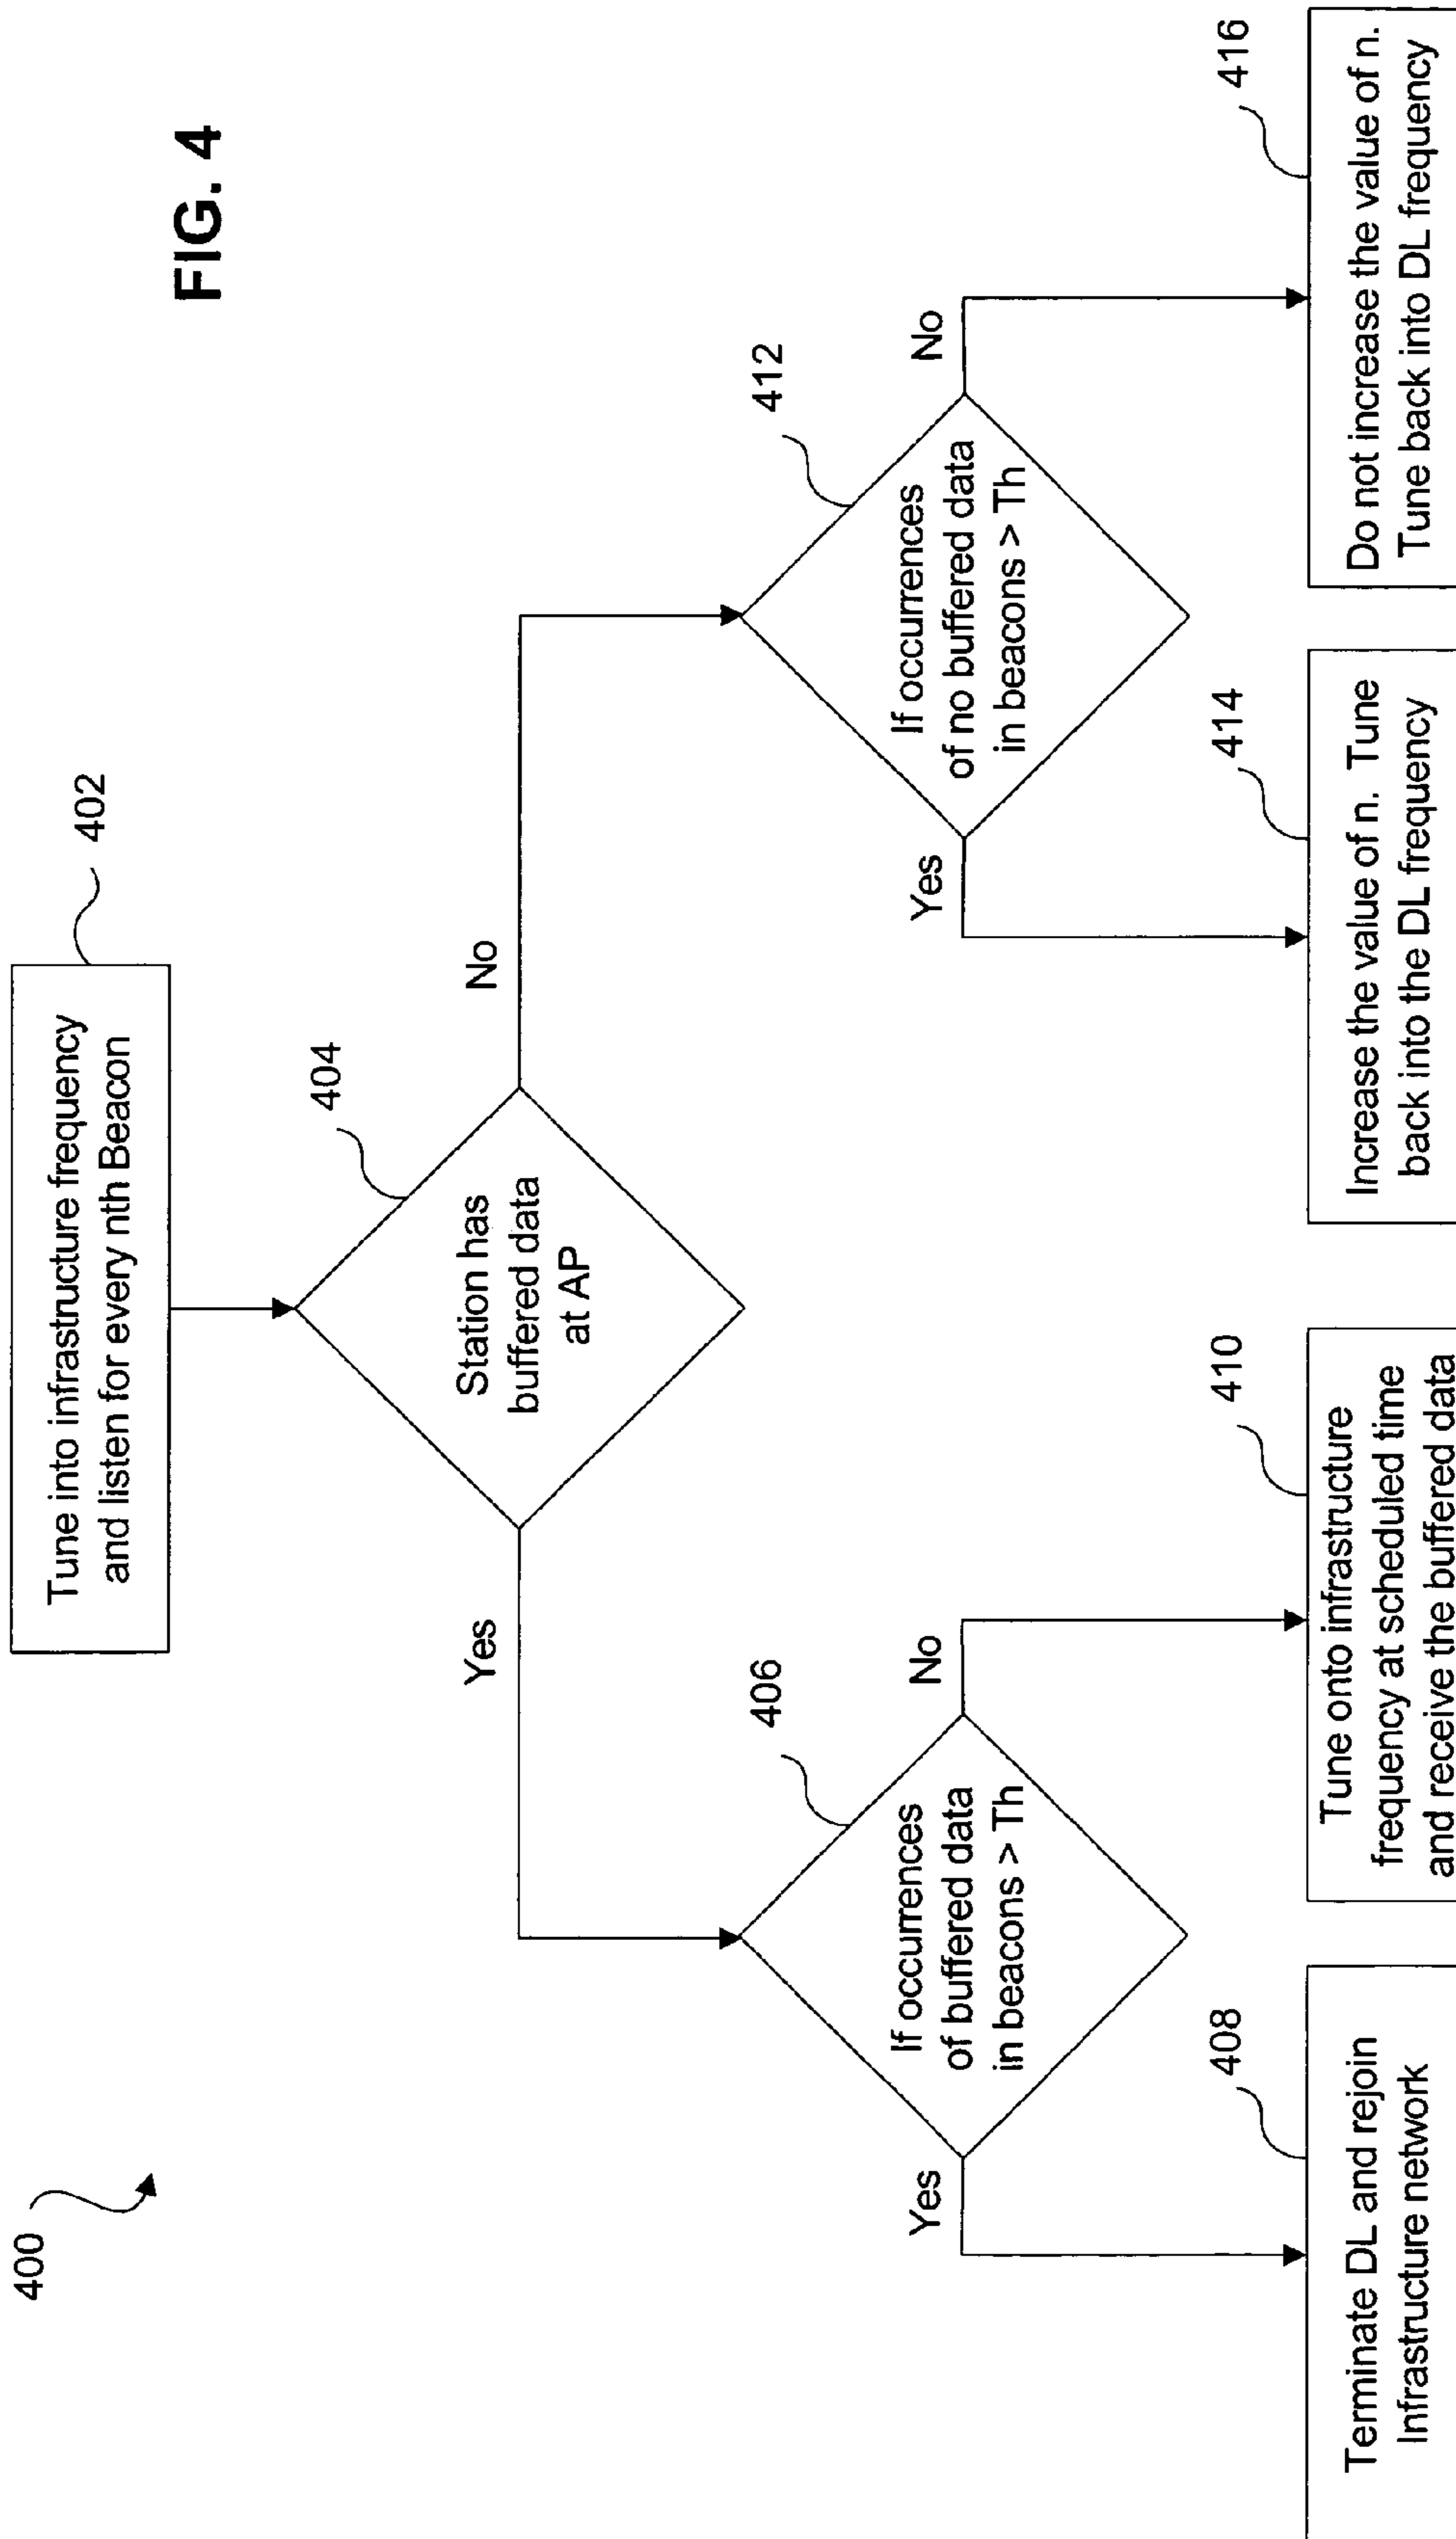 400
FIG. 4
Tune into infrastructure frequency
and listen for every nth Beacon
402
Station has
buffered data
at AP
404
Yes
No
If occurrences
of buffered data
in beacons > Th
406
Yes
No
If occurrences
of no buffered data
in beacons > Th
412
Yes
No
Terminate DL and rejoin
Infrastructure network
408
Tune onto infrastructure
frequency at scheduled time
and receive the buffered data
410
Increase the value of n. Tune
back into the DL frequency
414
Do not increase the value of n.
Tune back into DL frequency
416